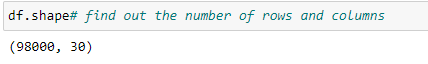 df.shape# find out the number of rows and columns
(98000, 30)